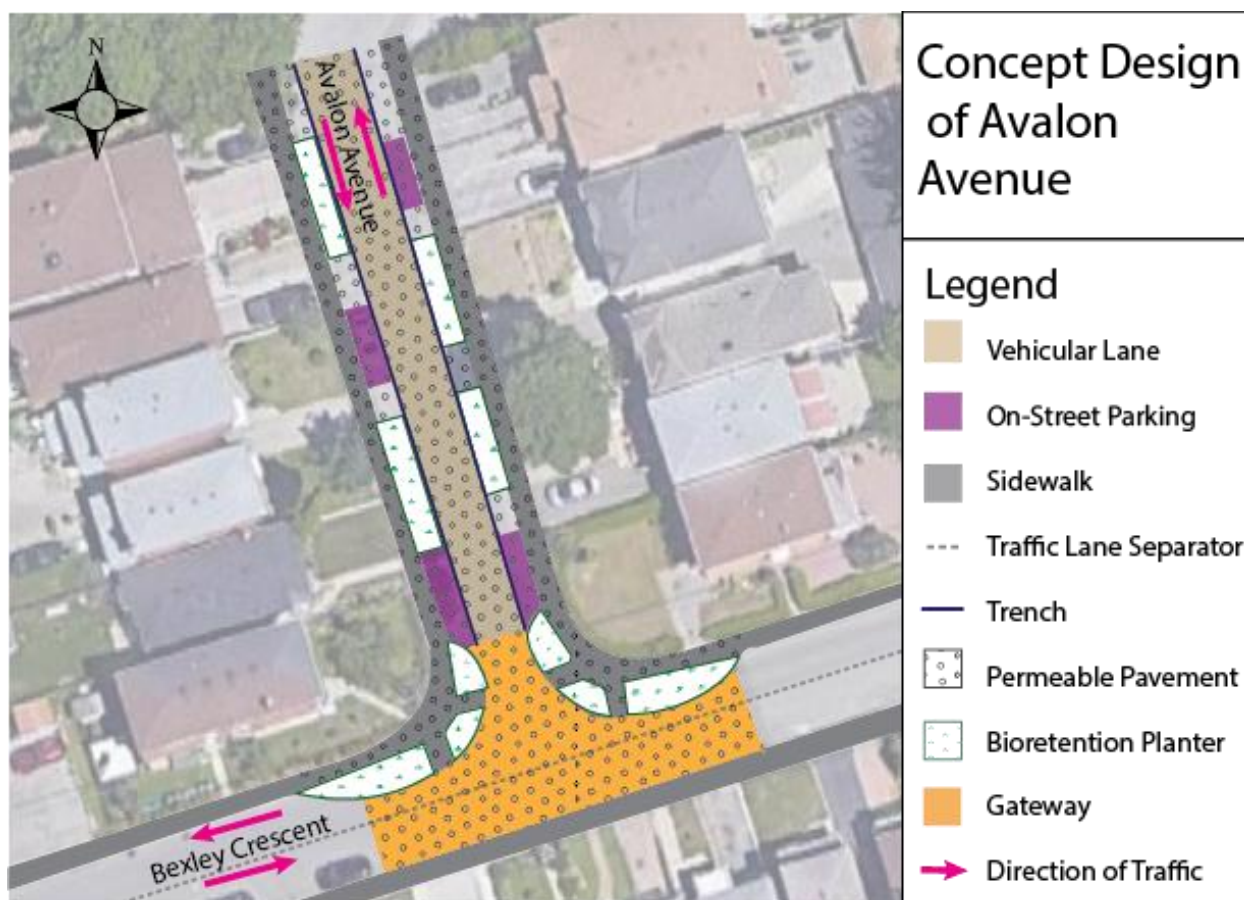 N
Avalon Avenue
Bexley Crescent
Concept Design
of Avalon
Avenue
Legend
Vehicular Lane
On-Street Parking
Sidewalk
Traffic Lane Separator
Trench
Permeable Pavement
Bioretention Planter
Gateway
Direction of Traffic